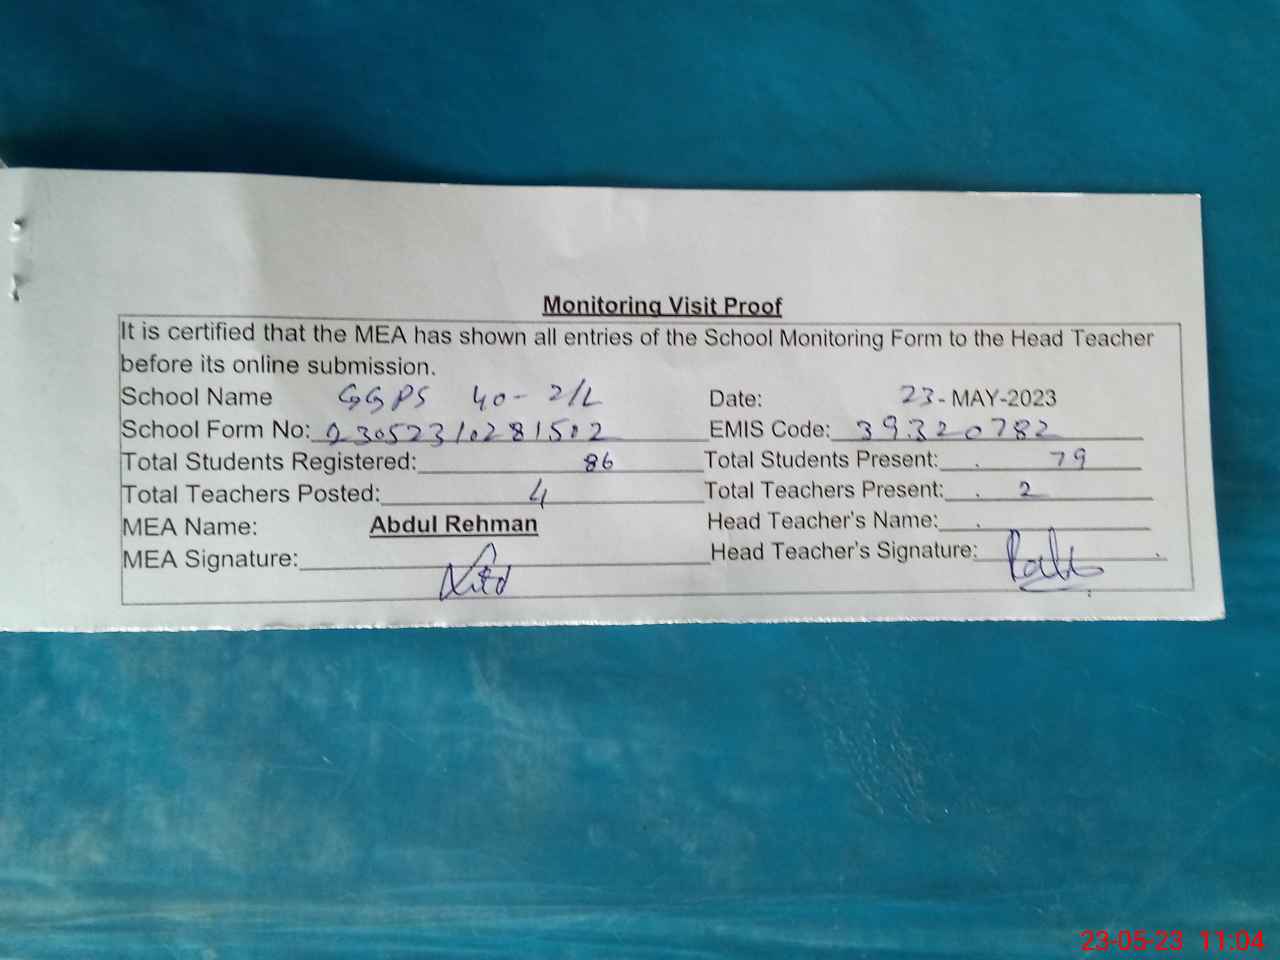 Monitoring Visit Proof
It is certified that the MEA has shown all entries of the School Monitoring Form to the Head Teacher
before its online submission.
School Name GGPS 40-2/L Date: 23-MAY-2023
School Form No: 23052310281502 EMIS Code: 39320782
Total Students Registered: 86 Total Students Present: 79
Total Teachers Posted: 4 Total Teachers Present: 2
MEA Name: Abdul Rehman Head Teacher's Name:
MEA Signature: Head Teacher's Signature:
23-05-23 11:04